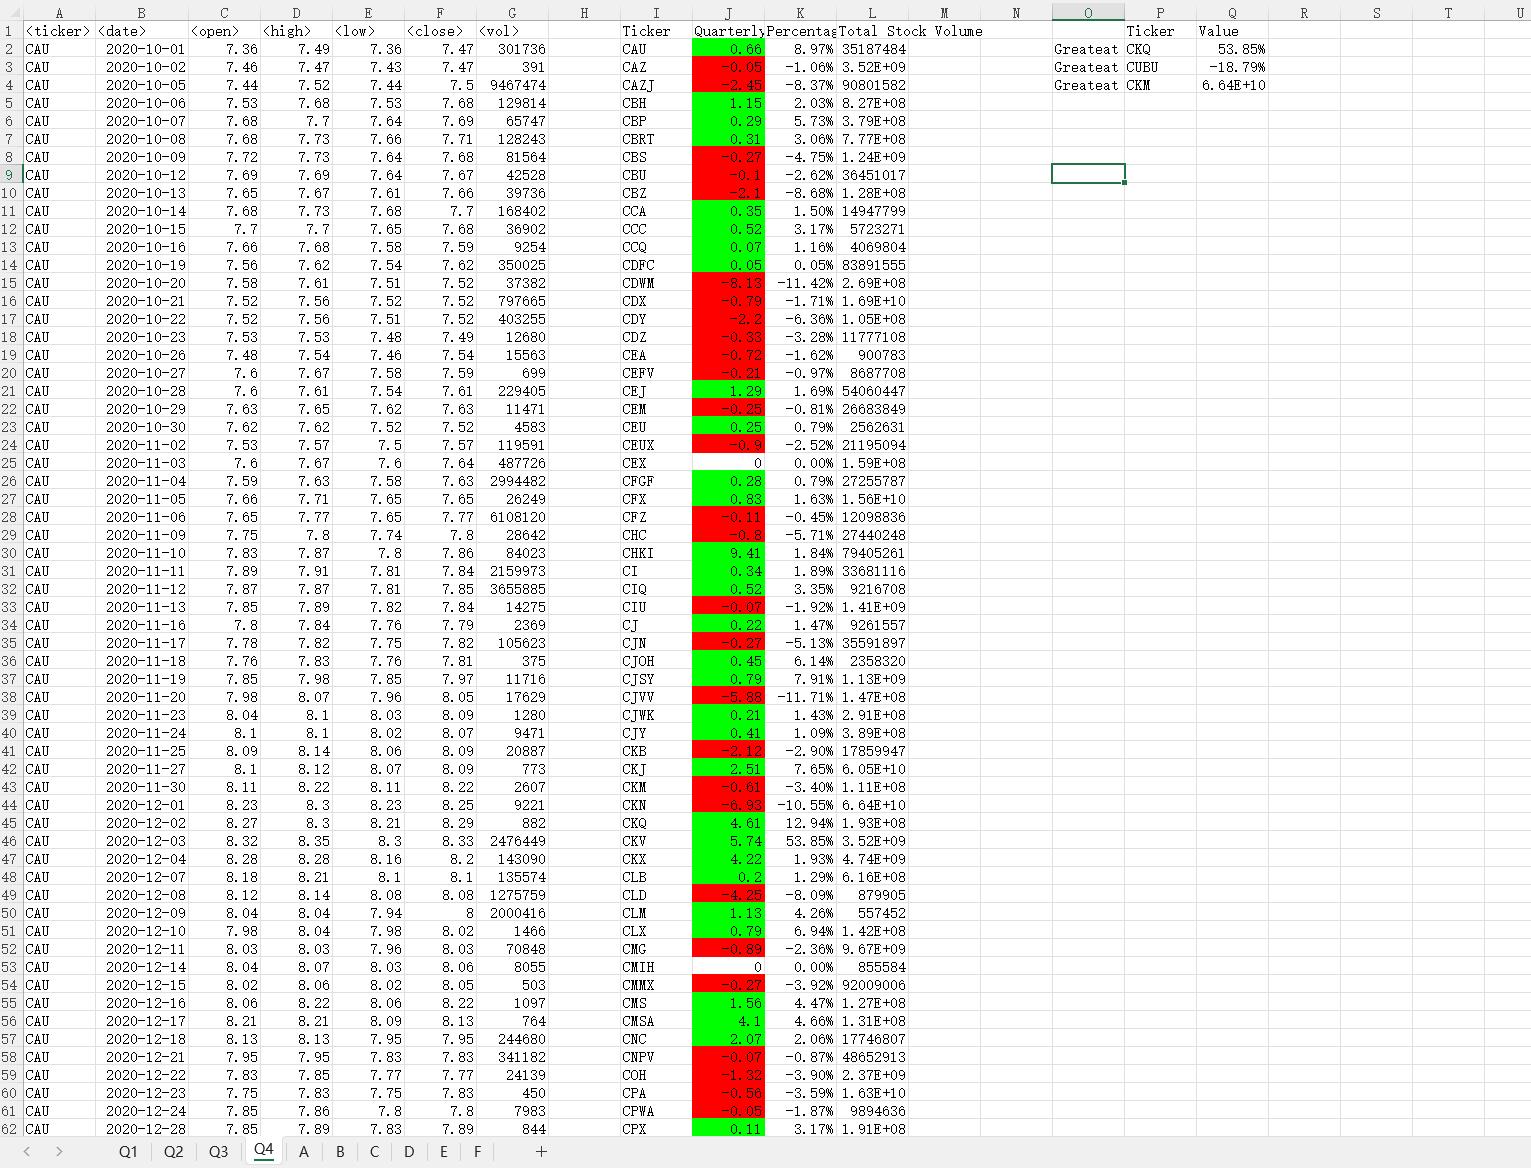 A B C D E F G H I J K L M N O P Q R S T U
1 <ticker> <date> <open> <high> <low> <close> <vol> Ticker Quarterly Percentag Total Stock Volume Ticker Value
2 CAU 2020-10-01 7.36 7.49 7.36 7.47 301736 CAU 0.66 8.97% 35187484 Greateat CKQ 53.85%
3 CAU 2020-10-02 7.46 7.47 7.43 7.47 391 CAZ -0.05 -1.06% 3.52E+09 Greateat CUBU -18.79%
4 CAU 2020-10-05 7.44 7.52 7.44 7.5 9467474 CAZJ -2.45 -8.37% 90801582 Greateat CKM 6.64E+10
5 CAU 2020-10-06 7.53 7.68 7.53 7.68 129814 CBH 1.15 2.03% 8.27E+08
6 CAU 2020-10-07 7.68 7.7 7.64 7.69 65747 CBP 0.29 5.73% 3.79E+08
7 CAU 2020-10-08 7.68 7.73 7.66 7.71 128243 CBRT 0.31 3.06% 7.77E+08
8 CAU 2020-10-09 7.72 7.73 7.64 7.68 81564 CBS -0.27 -4.75% 1.24E+09
9 CAU 2020-10-12 7.69 7.69 7.64 7.67 42528 CBU -0.1 -2.62% 36451017
10 CAU 2020-10-13 7.65 7.67 7.61 7.66 39736 CBZ -2.1 -8.68% 1.28E+08
11 CAU 2020-10-14 7.68 7.73 7.68 7.7 168402 CCA 0.35 1.50% 14947799
12 CAU 2020-10-15 7.7 7.7 7.65 7.68 36902 CCC 0.52 3.17% 5723271
13 CAU 2020-10-16 7.66 7.68 7.58 7.59 9254 CCQ 0.07 1.16% 4069804
14 CAU 2020-10-19 7.56 7.62 7.54 7.62 350025 CDFC 0.05 0.05% 83891555
15 CAU 2020-10-20 7.58 7.61 7.51 7.52 37382 CDWM -8.13 -11.42% 2.69E+08
16 CAU 2020-10-21 7.52 7.56 7.52 7.52 797665 CDX -0.79 -1.71% 1.69E+10
17 CAU 2020-10-22 7.52 7.56 7.51 7.52 403255 CDY -2.2 -6.36% 1.05E+08
18 CAU 2020-10-23 7.53 7.53 7.48 7.49 12680 CDZ -0.33 -3.28% 11777108
19 CAU 2020-10-26 7.48 7.54 7.46 7.54 15563 CEA -0.72 -1.62% 900783
20 CAU 2020-10-27 7.6 7.67 7.58 7.59 699 CEFV -0.21 -0.97% 8687708
21 CAU 2020-10-28 7.6 7.61 7.54 7.61 229405 CEJ 1.29 1.69% 54060447
22 CAU 2020-10-29 7.63 7.65 7.62 7.63 11471 CEM -0.25 -0.81% 26683849
23 CAU 2020-10-30 7.62 7.62 7.52 7.52 4583 CEU 0.25 0.79% 2562631
24 CAU 2020-11-02 7.53 7.57 7.5 7.57 119591 CEUX -0.9 -2.52% 21195094
25 CAU 2020-11-03 7.6 7.67 7.6 7.64 487726 CEX 0 0.00% 1.59E+08
26 CAU 2020-11-04 7.59 7.63 7.58 7.63 2994482 CFGF 0.28 0.79% 27255787
27 CAU 2020-11-05 7.66 7.71 7.65 7.65 26249 CFX 0.83 1.63% 1.56E+10
28 CAU 2020-11-06 7.65 7.77 7.65 7.77 6108120 CFZ -0.11 -0.45% 12098836
29 CAU 2020-11-09 7.75 7.8 7.74 7.8 28642 CHC -0.8 -5.71% 27440248
30 CAU 2020-11-10 7.83 7.87 7.8 7.86 84023 CHKI 9.41 1.84% 79405261
31 CAU 2020-11-11 7.89 7.91 7.81 7.84 2159973 CI 0.34 1.89% 33681116
32 CAU 2020-11-12 7.87 7.87 7.81 7.85 3655885 CIQ 0.52 3.35% 9216708
33 CAU 2020-11-13 7.85 7.89 7.82 7.84 14275 CIU -0.07 -1.92% 1.41E+09
34 CAU 2020-11-16 7.8 7.84 7.76 7.79 2369 CJ 0.22 1.47% 9261557
35 CAU 2020-11-17 7.78 7.82 7.75 7.82 105623 CJN -0.27 -5.13% 35591897
36 CAU 2020-11-18 7.76 7.83 7.76 7.81 375 CJOH 0.45 6.14% 2358320
37 CAU 2020-11-19 7.85 7.98 7.85 7.97 11716 CJSY 0.79 7.91% 1.13E+09
38 CAU 2020-11-20 7.98 8.07 7.96 8.05 17629 CJVV -5.88 -11.71% 1.47E+08
39 CAU 2020-11-23 8.04 8.1 8.03 8.09 1280 CJWK 0.21 1.43% 2.91E+08
40 CAU 2020-11-24 8.1 8.1 8.02 8.07 9471 CJY 0.41 1.09% 3.89E+08
41 CAU 2020-11-25 8.09 8.14 8.06 8.09 20887 CKB -2.12 -2.90% 17859947
42 CAU 2020-11-27 8.1 8.12 8.07 8.09 773 CKJ 2.51 7.65% 6.05E+10
43 CAU 2020-11-30 8.11 8.22 8.11 8.22 2607 CKM -0.61 -3.40% 1.11E+08
44 CAU 2020-12-01 8.23 8.3 8.23 8.25 9221 CKN -6.93 -10.55% 6.64E+10
45 CAU 2020-12-02 8.27 8.3 8.21 8.29 882 CKQ 4.61 12.94% 1.93E+08
46 CAU 2020-12-03 8.32 8.35 8.3 8.33 2476449 CKV 5.74 53.85% 3.52E+09
47 CAU 2020-12-04 8.28 8.28 8.16 8.2 143090 CKX 4.22 1.93% 4.74E+09
48 CAU 2020-12-07 8.18 8.21 8.1 8.1 135574 CLB 0.2 1.29% 6.16E+08
49 CAU 2020-12-08 8.12 8.14 8.08 8.08 1275759 CLD -4.25 -8.09% 879905
50 CAU 2020-12-09 8.04 8.04 7.94 8 2000416 CLM 1.13 4.26% 557452
51 CAU 2020-12-10 7.98 8.04 7.98 8.02 1466 CLX 0.79 6.94% 1.42E+08
52 CAU 2020-12-11 8.03 8.03 7.96 8.03 70848 CMG -0.89 -2.36% 9.67E+09
53 CAU 2020-12-14 8.04 8.07 8.03 8.06 8055 CMIH 0 0.00% 855584
54 CAU 2020-12-15 8.02 8.06 8.02 8.05 503 CMMX -0.27 -3.92% 92009006
55 CAU 2020-12-16 8.06 8.22 8.06 8.22 1097 CMS 1.56 4.47% 1.27E+08
56 CAU 2020-12-17 8.21 8.21 8.09 8.13 764 CMSA 4.1 4.66% 1.31E+08
57 CAU 2020-12-18 8.13 8.13 7.95 7.95 244680 CNC 2.07 2.06% 17746807
58 CAU 2020-12-21 7.95 7.95 7.83 7.83 341182 CNPV -0.07 -0.87% 48652913
59 CAU 2020-12-22 7.83 7.85 7.77 7.77 24139 COH -1.32 -3.90% 2.37E+09
60 CAU 2020-12-23 7.75 7.83 7.75 7.83 450 CPA -0.56 -3.59% 1.63E+10
61 CAU 2020-12-24 7.85 7.86 7.8 7.8 7983 CPWA -0.05 -1.87% 9894636
62 CAU 2020-12-28 7.85 7.89 7.83 7.89 844 CPX 0.11 3.17% 1.91E+08
Q1 Q2 Q3 Q4 A B C D E F +